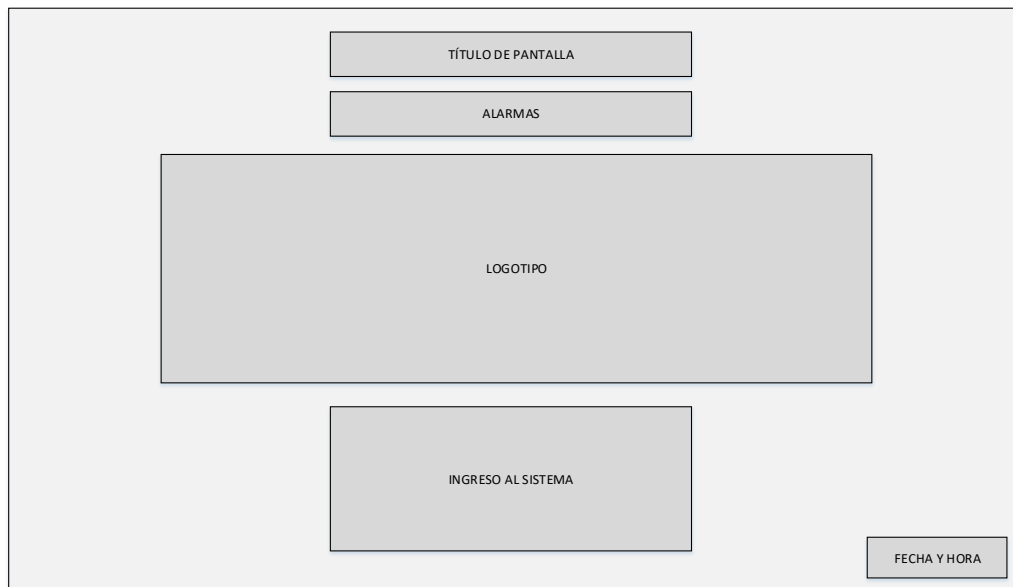 TÍTULO DE PANTALLA
ALARMAS
LOGOTIPO
INGRESO AL SISTEMA
FECHA Y HORA